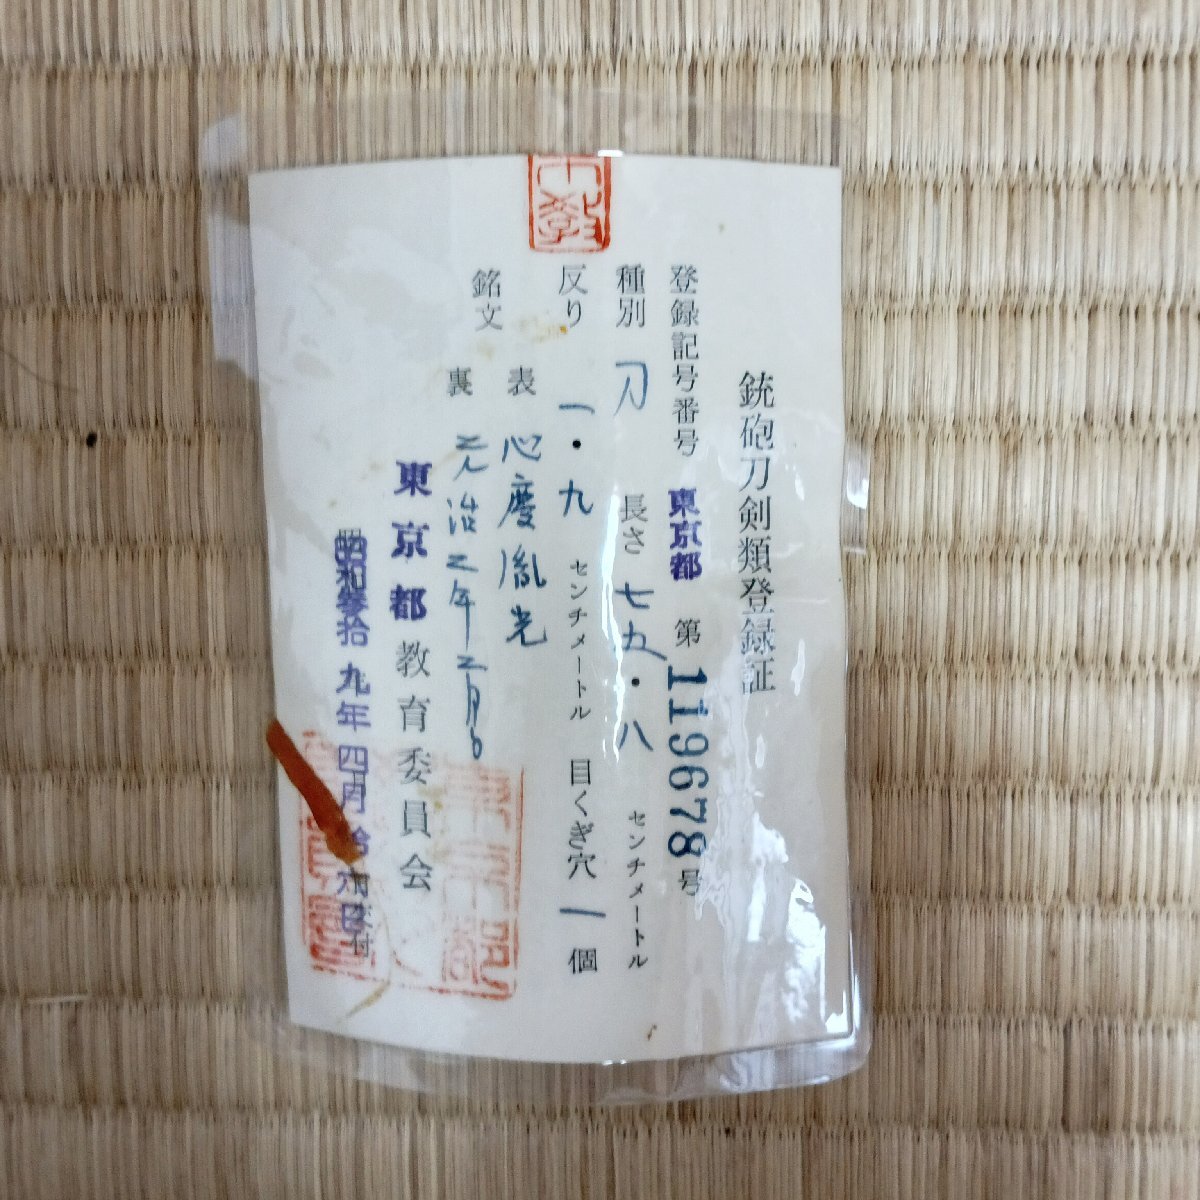 銃砲刀剣類登録証
登録記号番号 東京都 第 119678号
種別 刀 長さ 七五・八 センチメートル
反り 一・九 センチメートル 目くぎ穴 一個
銘文 表 心慶胤光
裏 元治二年二月日
東京都教育委員会
昭和参拾九年四月拾六日交付